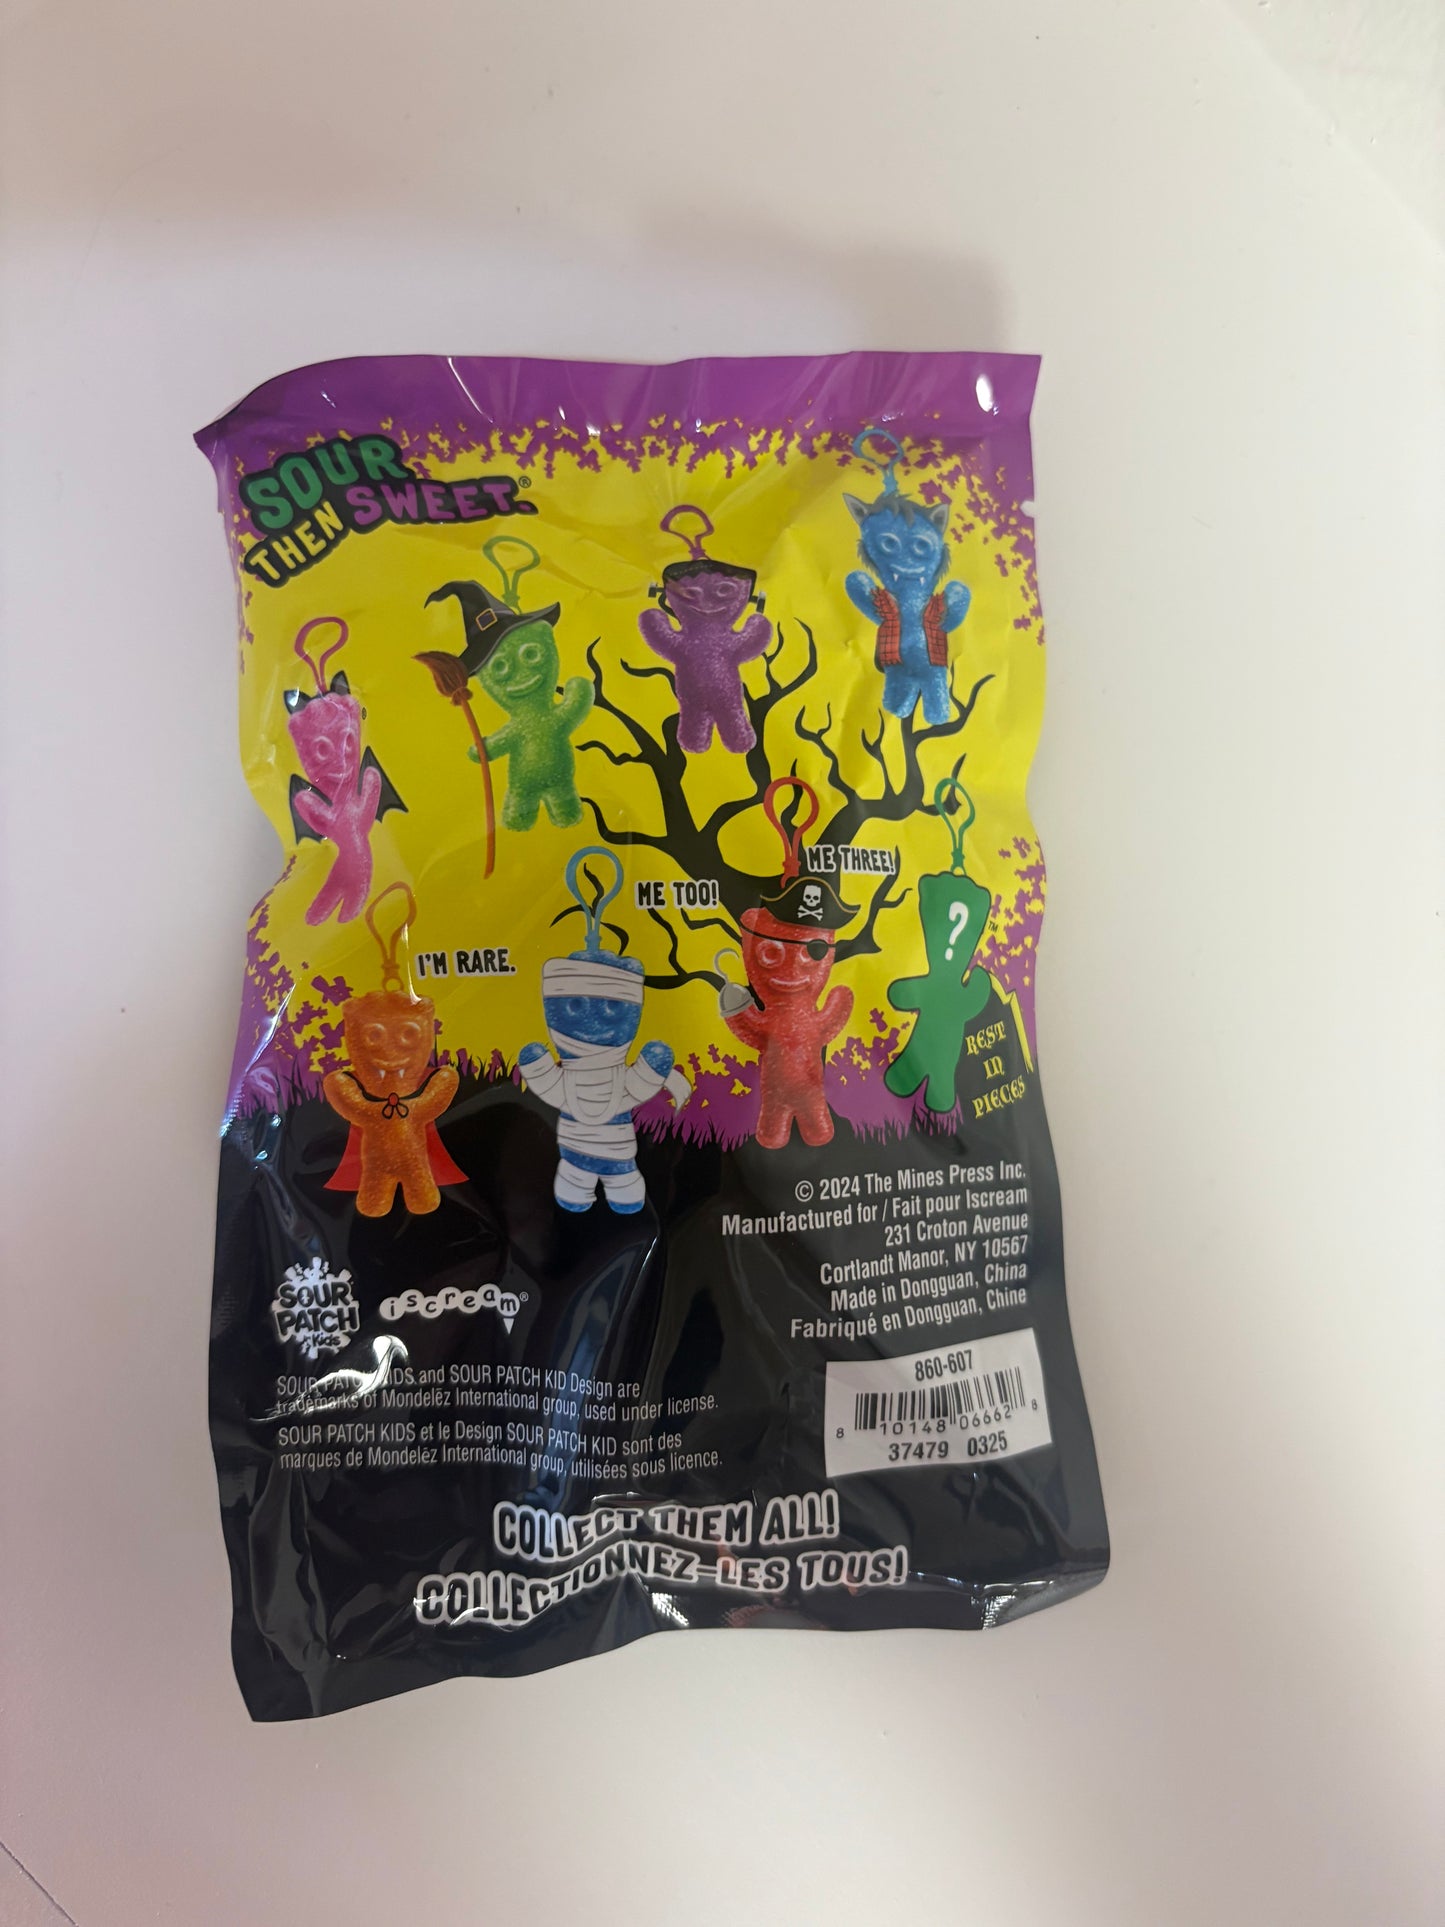 SOUR
THEN SWEET.®
ME THREE!
ME TOO!
I'M RARE.
?
™
REST
IN
PIECES
© 2024 The Mines Press Inc.
Manufactured for / Fait pour Iscream
231 Croton Avenue
Cortlandt Manor, NY 10567
Made in Dongguan, China
Fabriqué en Dongguan, Chine
SOUR
PATCH
Kids
iscream®
SOUR PATCH KIDS and SOUR PATCH KID Design are
trademarks of Mondelēz International group, used under license.
SOUR PATCH KIDS et le Design SOUR PATCH KID sont des
marques de Mondelēz International group, utilisées sous licence.
860-607
8 10148 06662 8
37479 0325
COLLECT THEM ALL!
COLLECTIONNEZ-LES TOUS!